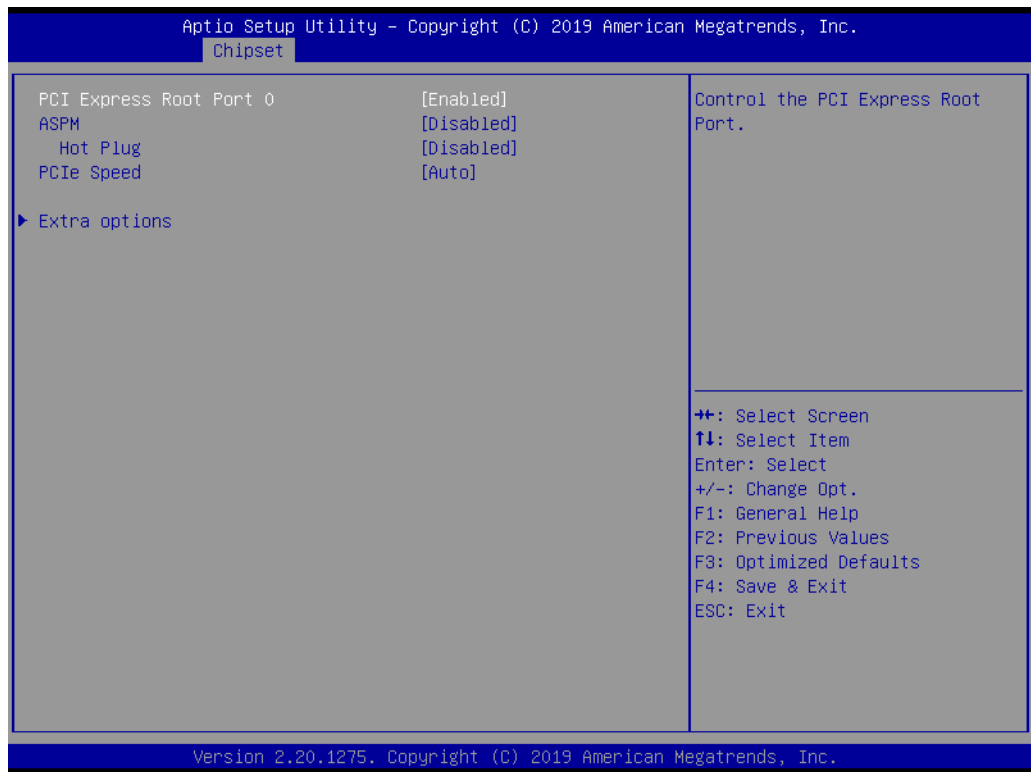 Aptio Setup Utility – Copyright (C) 2019 American Megatrends, Inc.
Chipset
PCI Express Root Port 0 [Enabled]
ASPM [Disabled]
Hot Plug [Disabled]
PCIe Speed [Auto]
▶ Extra options
Control the PCI Express Root
Port.
→←: Select Screen
↑↓: Select Item
Enter: Select
+/-: Change Opt.
F1: General Help
F2: Previous Values
F3: Optimized Defaults
F4: Save & Exit
ESC: Exit
Version 2.20.1275. Copyright (C) 2019 American Megatrends, Inc.